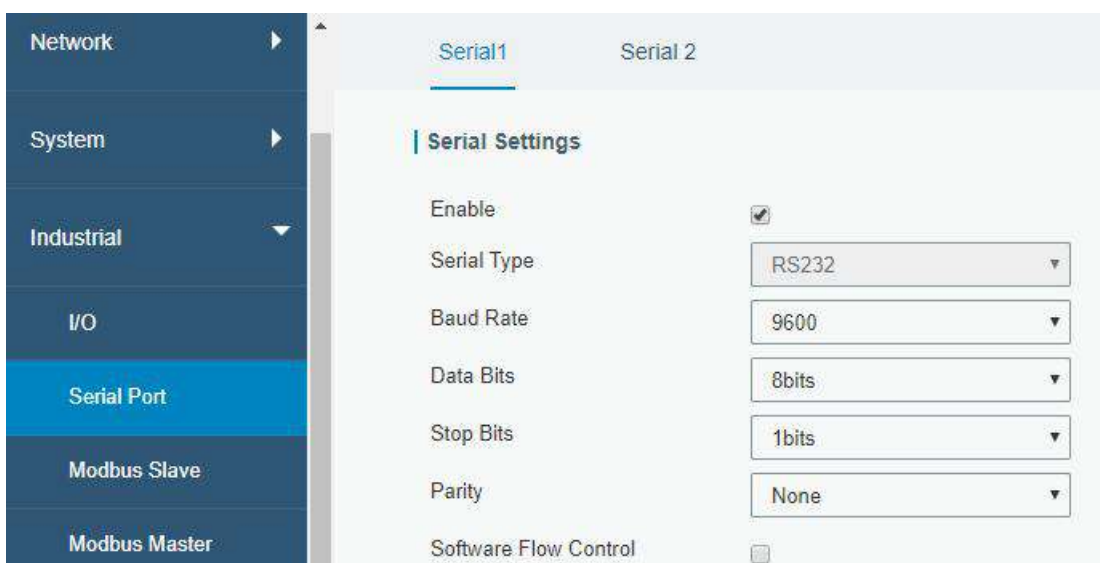 Network
System
Industrial
I/O
Serial Port
Modbus Slave
Modbus Master
Serial1 Serial 2
Serial Settings
Enable
Serial Type RS232
Baud Rate 9600
Data Bits 8bits
Stop Bits 1bits
Parity None
Software Flow Control